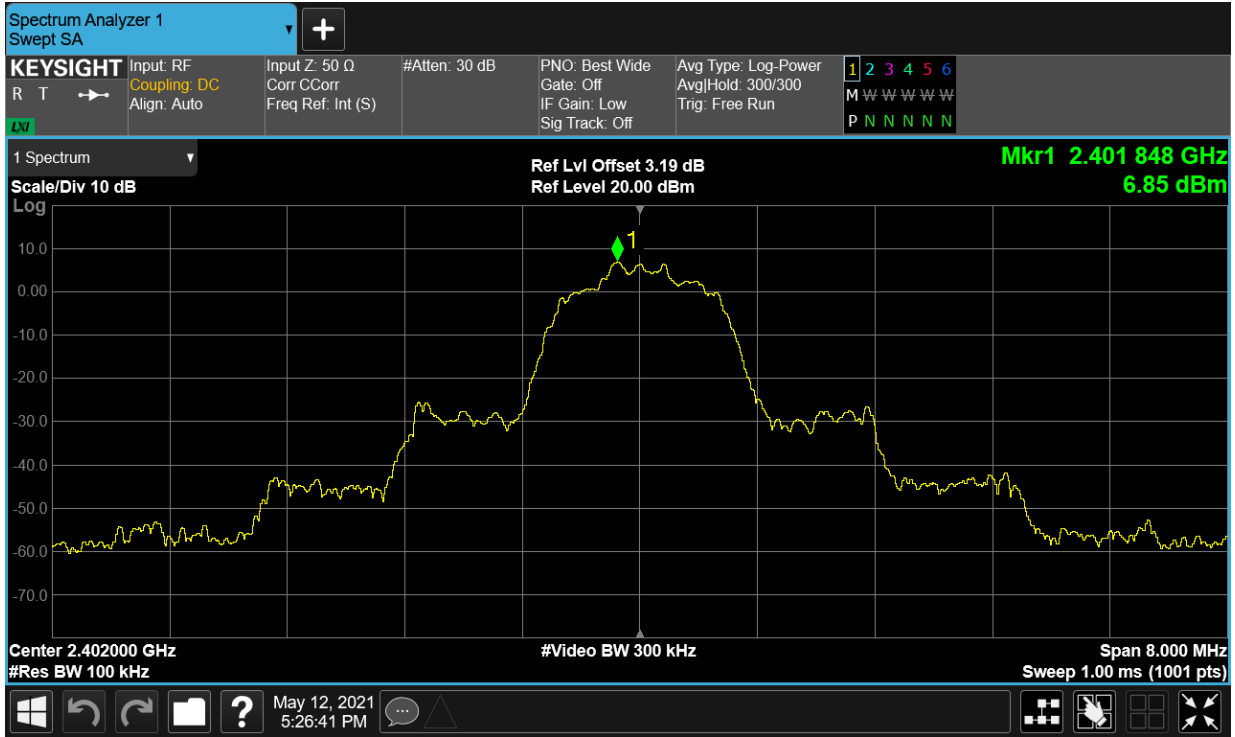 Spectrum Analyzer 1
Swept SA
+
KEYSIGHT Input: RF Input Z: 50 Ω #Atten: 30 dB PNO: Best Wide Avg Type: Log-Power 1 2 3 4 5 6
R T Coupling: DC Corr CCorr Gate: Off Avg|Hold: 300/300 M W W W W W
Align: Auto Freq Ref: Int (S) IF Gain: Low Trig: Free Run
LXI Sig Track: Off P N N N N N
1 Spectrum Ref Lvl Offset 3.19 dB Mkr1 2.401 848 GHz
Scale/Div 10 dB Ref Level 20.00 dBm 6.85 dBm
Log
1
10.0
0.00
-10.0
-20.0
-30.0
-40.0
-50.0
-60.0
-70.0
Center 2.402000 GHz #Video BW 300 kHz Span 8.000 MHz
#Res BW 100 kHz Sweep 1.00 ms (1001 pts)
? May 12, 2021
5:26:41 PM